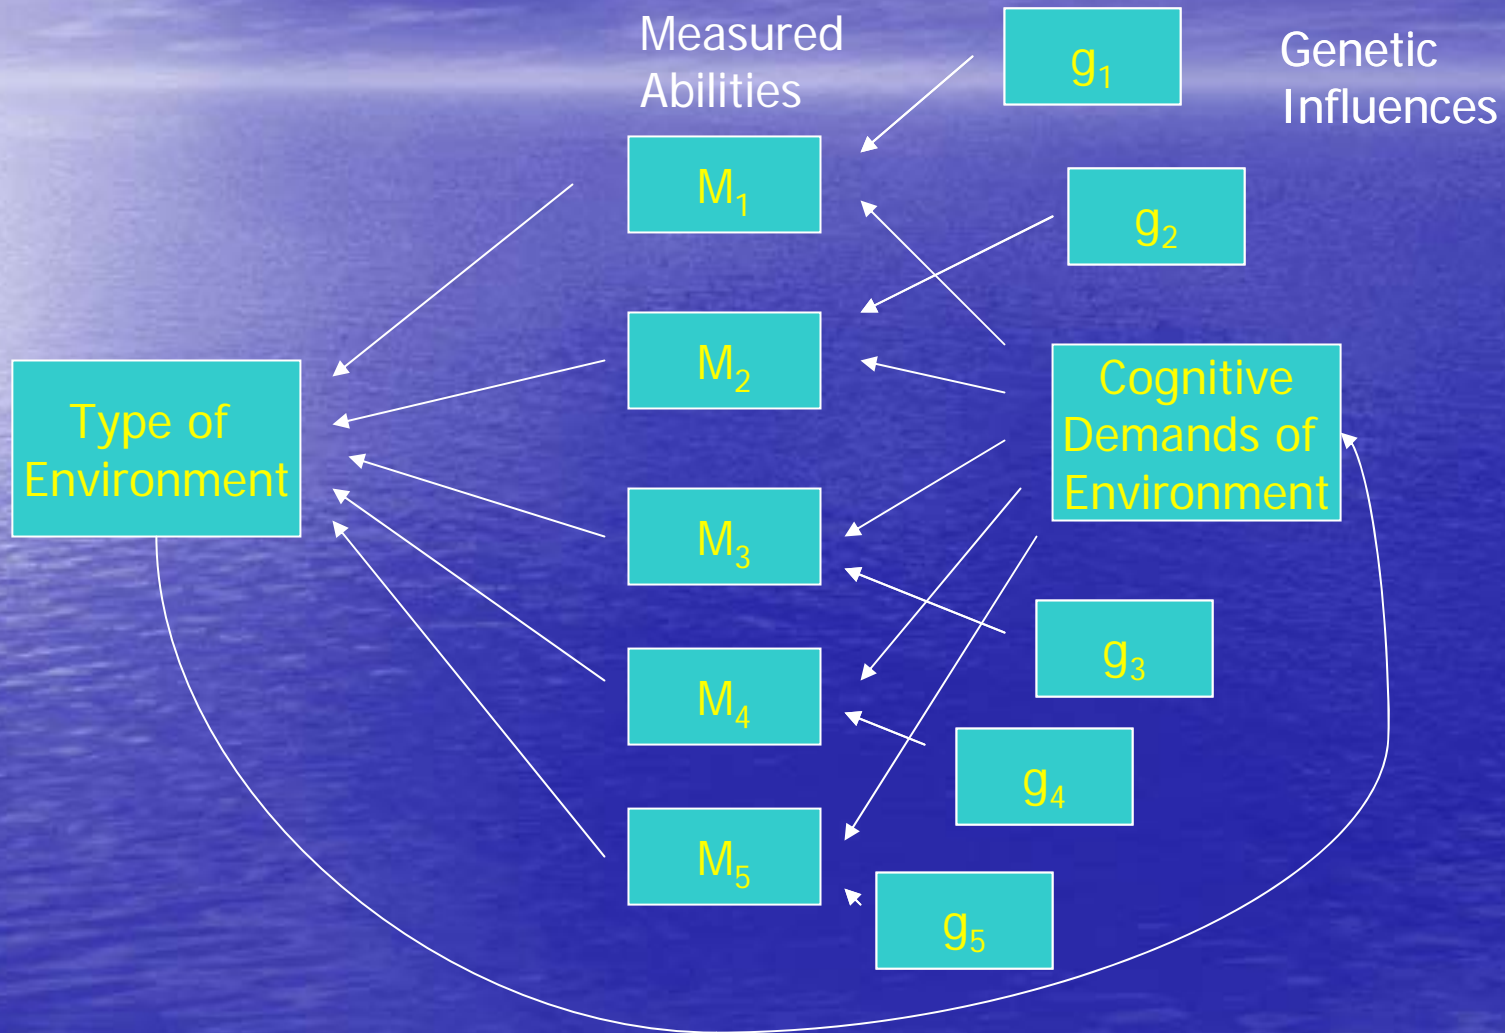 Measured
Abilities
Genetic
Influences
g₁
M₁
g₂
M₂
Type of
Environment
Cognitive
Demands of
Environment
M₃
g₃
M₄
g₄
M₅
g₅